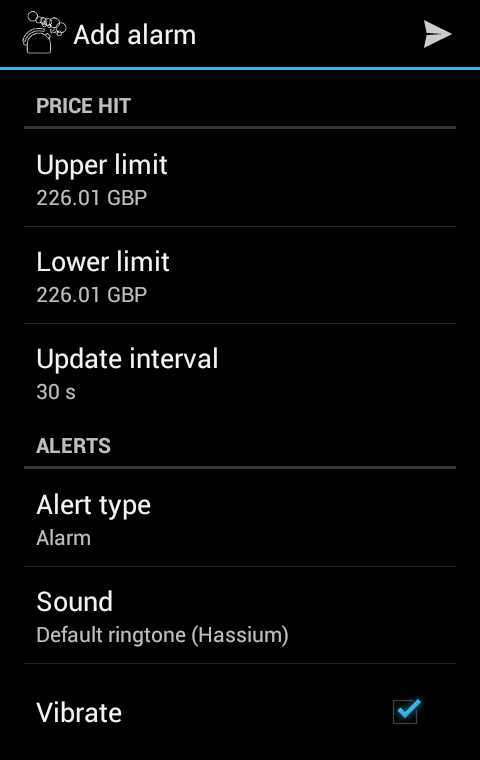 Add alarm
PRICE HIT
Upper limit
226.01 GBP
Lower limit
226.01 GBP
Update interval
30 s
ALERTS
Alert type
Alarm
Sound
Default ringtone (Hassium)
Vibrate